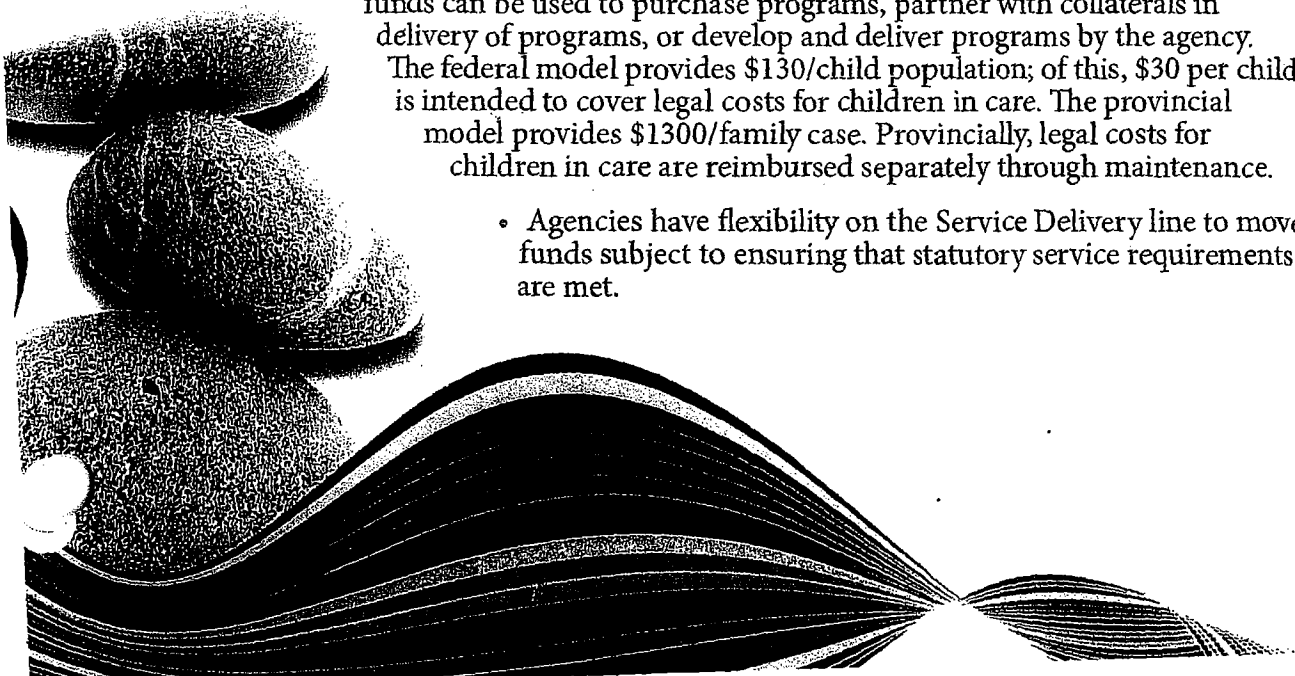 funds can be used to purchase programs, partner with collaterals in
delivery of programs, or develop and deliver programs by the agency.
The federal model provides $130/child population; of this, $30 per child
is intended to cover legal costs for children in care. The provincial
model provides $1300/family case. Provincially, legal costs for
children in care are reimbursed separately through maintenance.
• Agencies have flexibility on the Service Delivery line to move
funds subject to ensuring that statutory service requirements
are met.